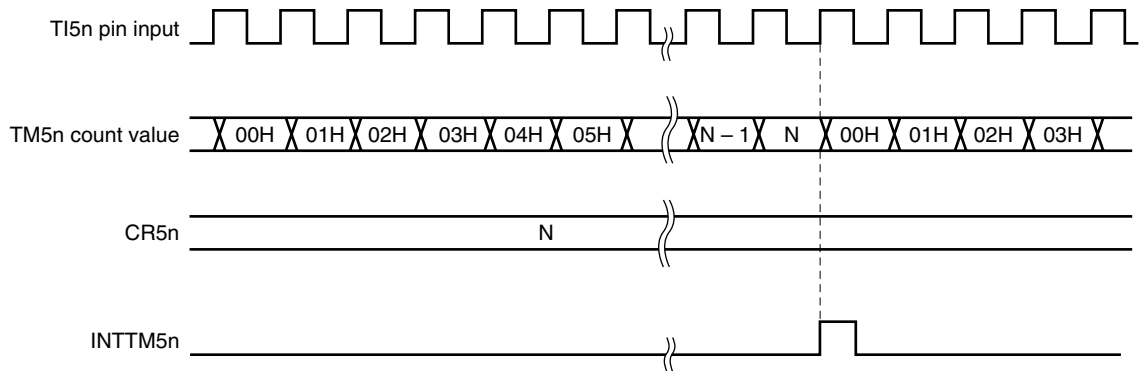 TI5n pin input
TM5n count value 00H 01H 02H 03H 04H 05H N – 1 N 00H 01H 02H 03H
CR5n N
INTTM5n